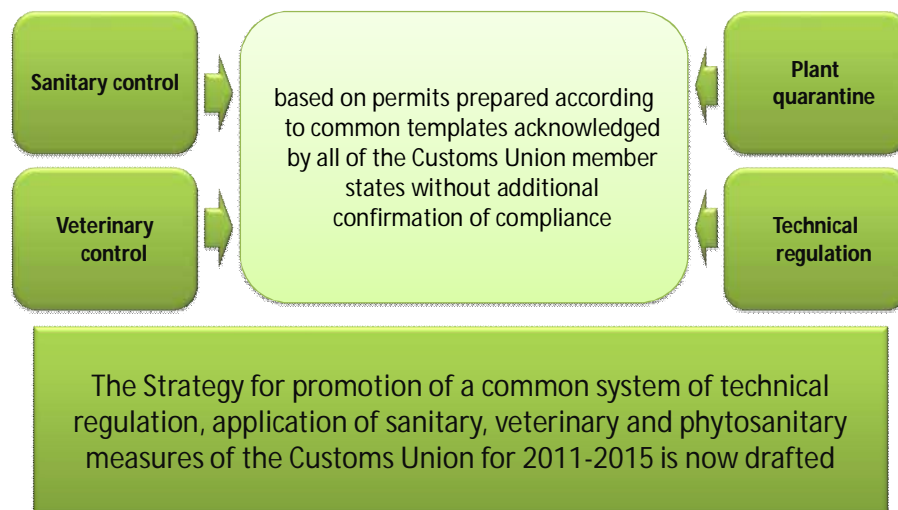 Sanitary control
based on permits prepared according
to common templates acknowledged
by all of the Customs Union member
states without additional
confirmation of compliance
Plant
quarantine
Veterinary
control
Technical
regulation
The Strategy for promotion of a common system of technical
regulation, application of sanitary, veterinary and phytosanitary
measures of the Customs Union for 2011-2015 is now drafted